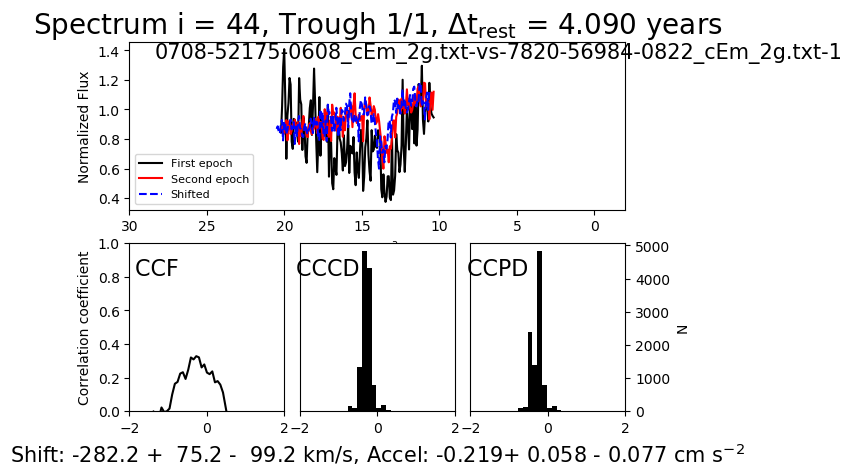 Spectrum i = 44, Trough 1/1, Δt_rest = 4.090 years
0708-52175-0608_cEm_2g.txt-vs-7820-56984-0822_cEm_2g.txt-1
Normalized Flux
1.4
1.2
1.0
0.8
0.6
0.4
First epoch
Second epoch
Shifted
30 25 20 15 10 5 0
Correlation coefficient
1.0
0.8
0.6
0.4
0.2
0.0
CCF
CCCD
CCPD
5000
4000
3000
2000
1000
0
N
−2 0 2 −2 0 2 −2 0 2
Shift: -282.2 + 75.2 - 99.2 km/s, Accel: -0.219+ 0.058 - 0.077 cm s⁻²